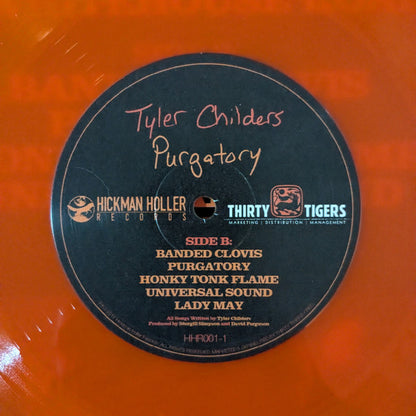 Tyler Childers
Purgatory
HICKMAN HOLLER
RECORDS
THIRTY TIGERS
MARKETING | DISTRIBUTION | MANAGEMENT
SIDE B:
BANDED CLOVIS
PURGATORY
HONKY TONK FLAME
UNIVERSAL SOUND
LADY MAY
All Songs Written by Tyler Childers
Produced by Sturgill Simpson and David Ferguson
HHR001-1